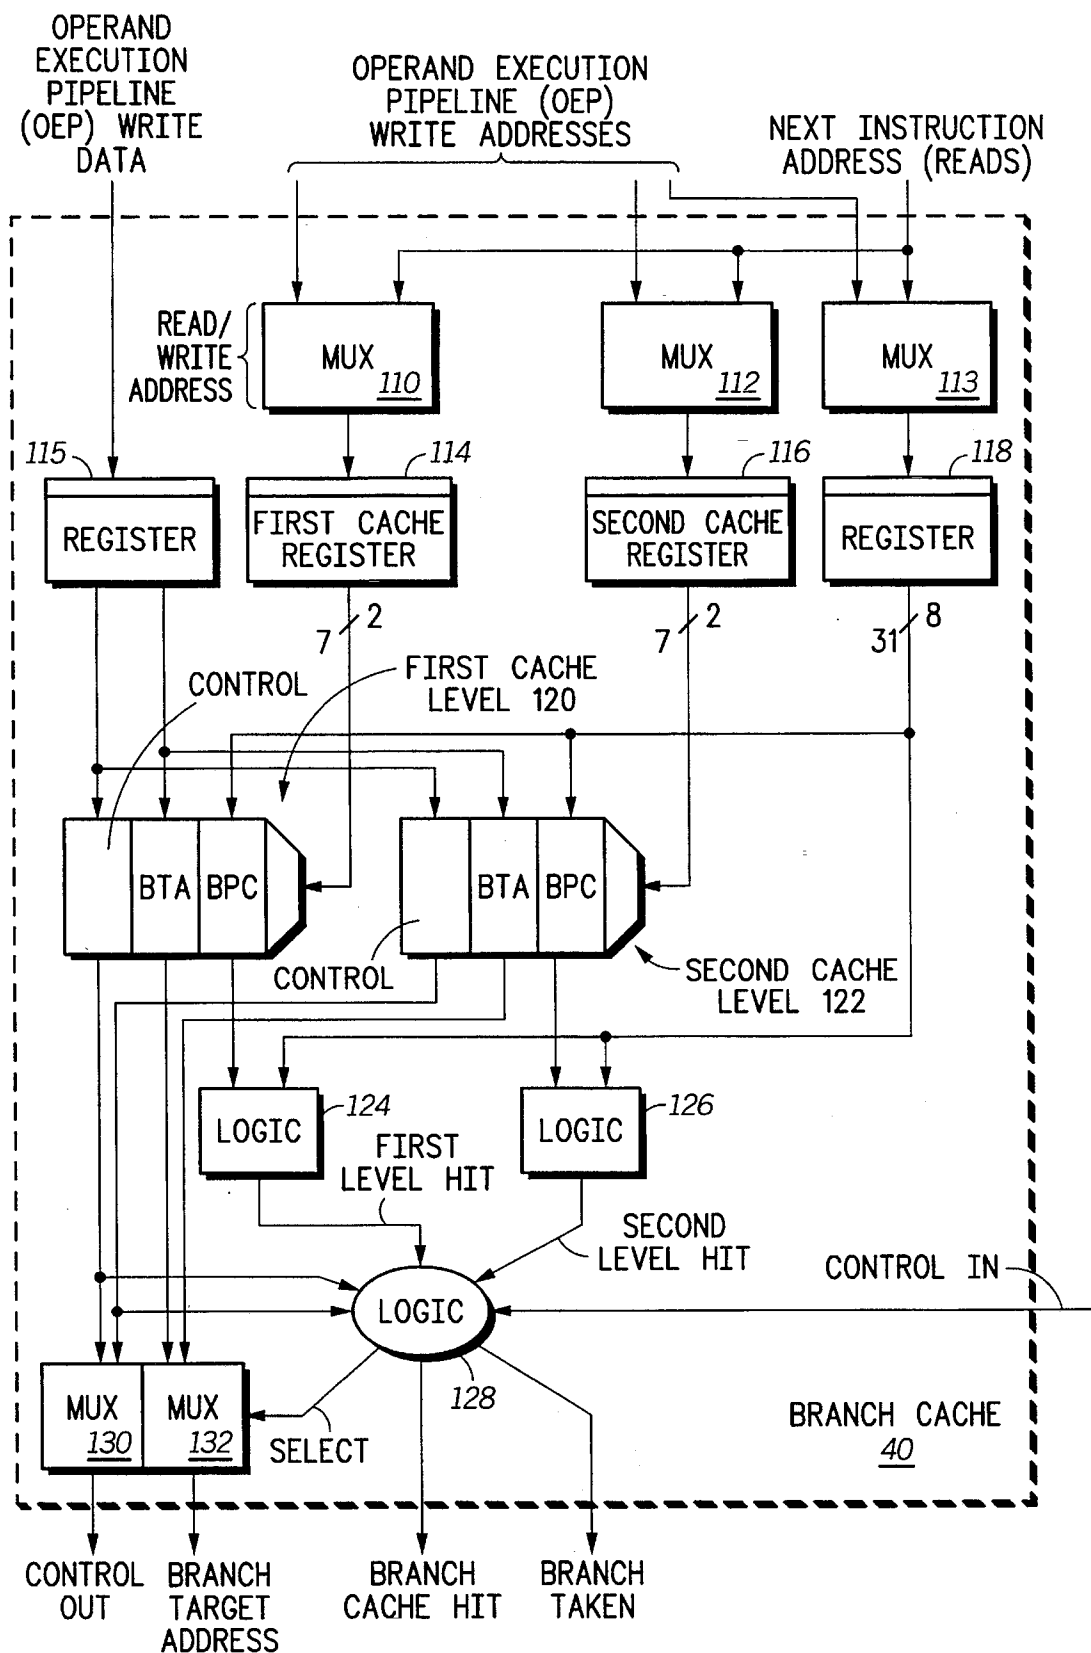 OPERAND
EXECUTION
PIPELINE
(OEP) WRITE
DATA
OPERAND EXECUTION
PIPELINE (OEP)
WRITE ADDRESSES
NEXT INSTRUCTION
ADDRESS (READS)
READ/
WRITE
ADDRESS
MUX
110
MUX
112
MUX
113
115
114
116
118
REGISTER
FIRST CACHE
REGISTER
SECOND CACHE
REGISTER
REGISTER
7
2
7
2
31
8
CONTROL
FIRST CACHE
LEVEL 120
BTA
BPC
BTA
BPC
CONTROL
SECOND CACHE
LEVEL 122
LOGIC
124
LOGIC
126
FIRST
LEVEL HIT
SECOND
LEVEL HIT
CONTROL IN
LOGIC
128
MUX
130
MUX
132
SELECT
BRANCH CACHE
40
CONTROL
OUT
BRANCH
TARGET
ADDRESS
BRANCH
CACHE HIT
BRANCH
TAKEN